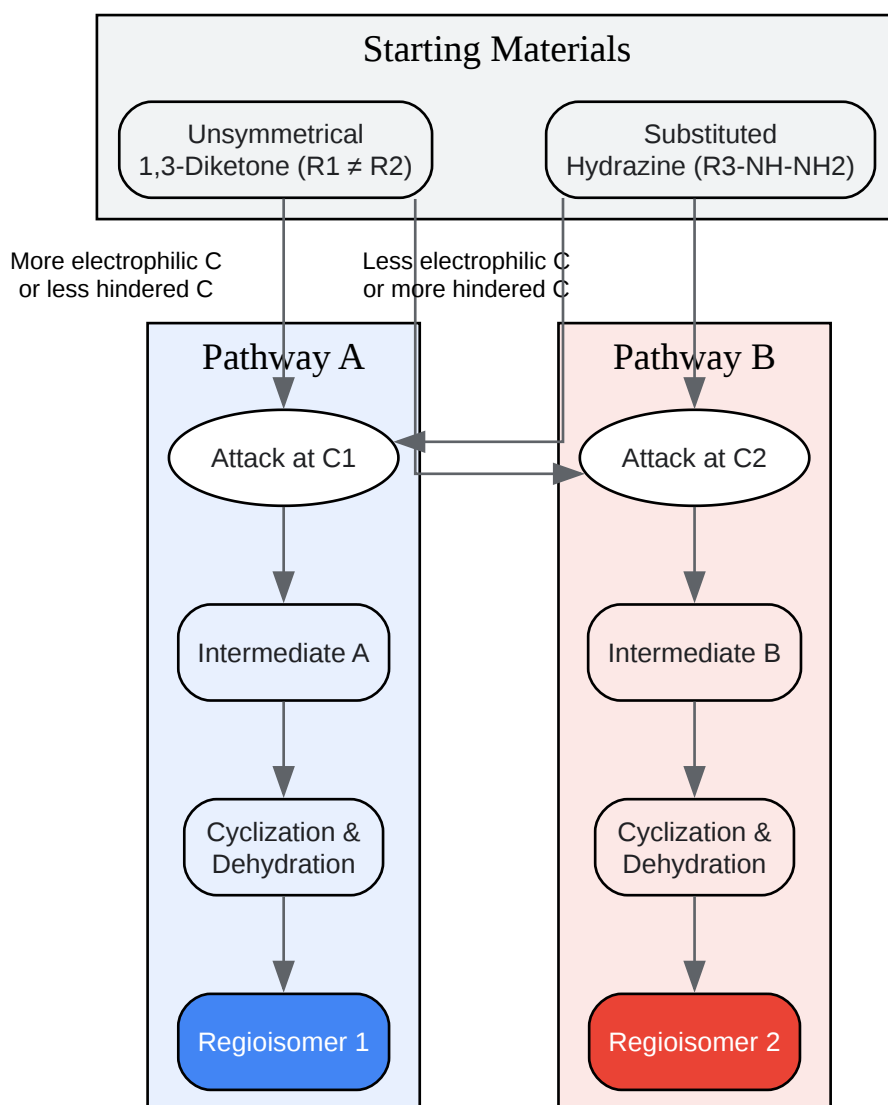 Starting Materials
Unsymmetrical
1,3-Diketone (R1 ≠ R2)
Substituted
Hydrazine (R3-NH-NH2)
More electrophilic C
or less hindered C
Less electrophilic C
or more hindered C
Pathway A
Pathway B
Attack at C1
Attack at C2
Intermediate A
Intermediate B
Cyclization &
Dehydration
Cyclization &
Dehydration
Regioisomer 1
Regioisomer 2